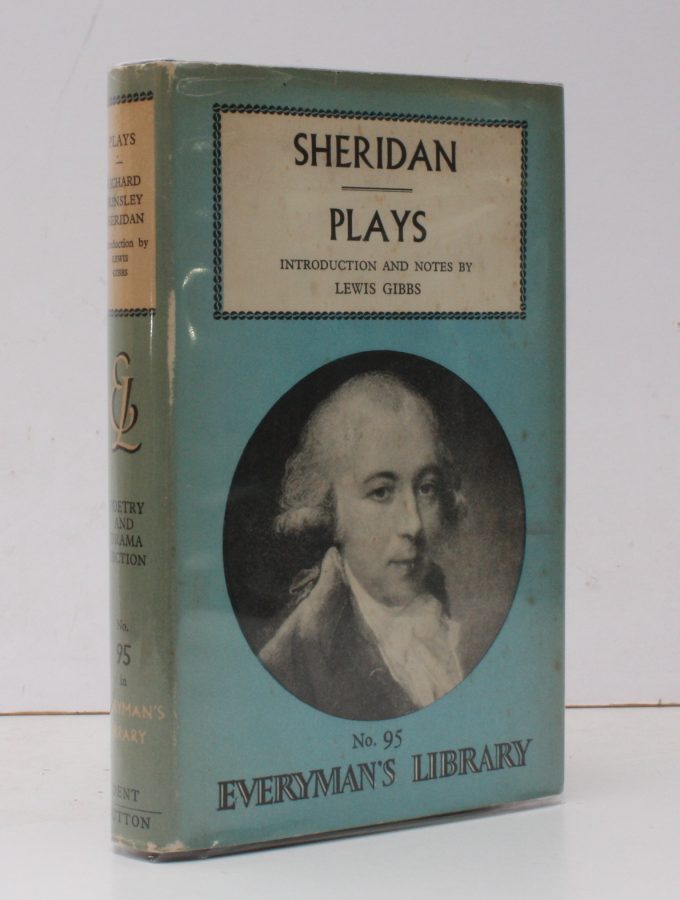 SHERIDAN
PLAYS
INTRODUCTION AND NOTES BY
LEWIS GIBBS
No. 95
EVERYMAN'S LIBRARY
PLAYS
RICHARD
BRINSLEY
SHERIDAN
Introduction by
LEWIS
GIBBS
EL
POETRY
AND
DRAMA
SECTION
No.
95
in
EVERYMAN'S
LIBRARY
DENT
DUTTON